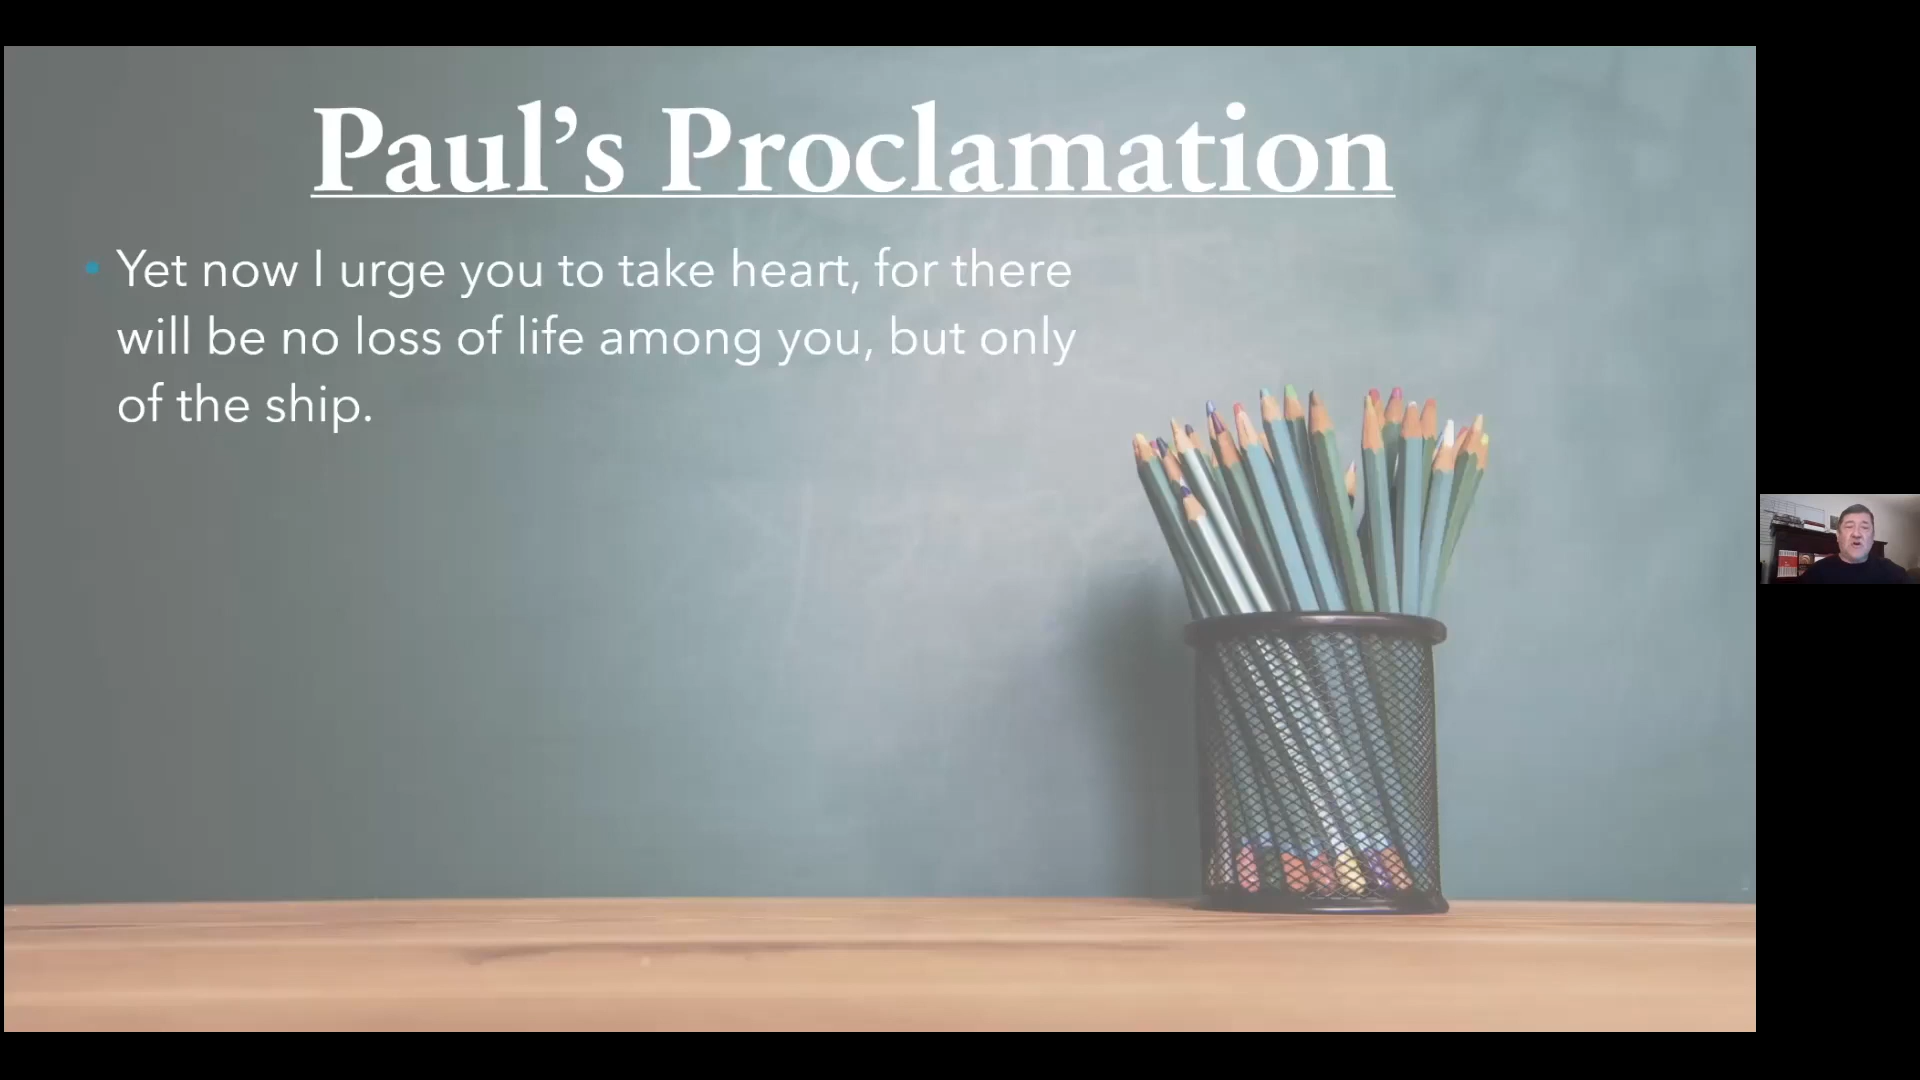 Paul’s Proclamation
Yet now I urge you to take heart, for there
will be no loss of life among you, but only
of the ship.